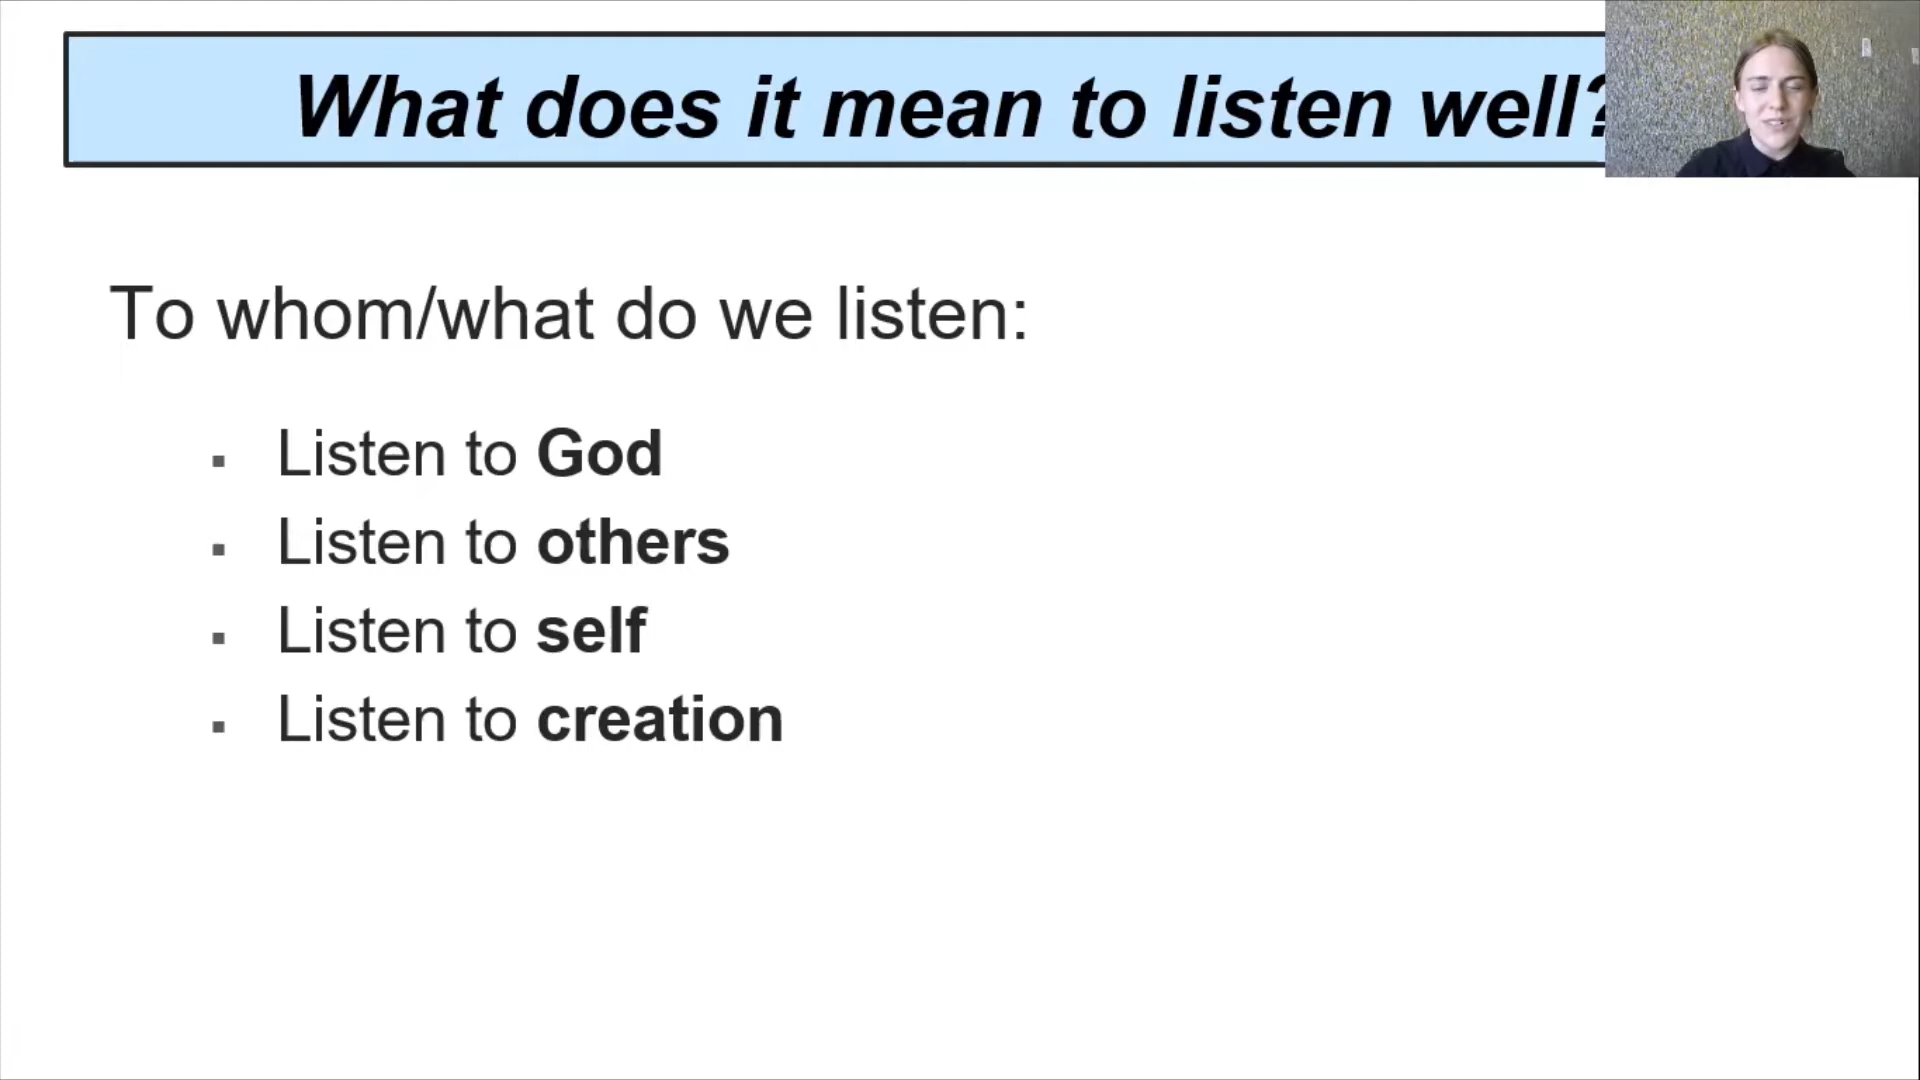 What does it mean to listen well?
To whom/what do we listen:
▪ Listen to God
▪ Listen to others
▪ Listen to self
▪ Listen to creation